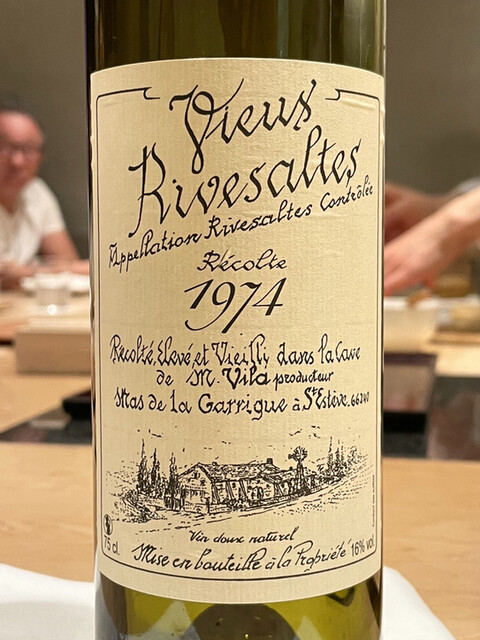 Vieux
Rivesaltes
Appellation Rivesaltes Contrôlée
Récolte
1974
Récolté, Elevé, et Vieilli dans la Cave
de M. Vila producteur
Mas de la Garrigue à St Estève. 66240
Vin doux naturel
75 cl.
Mise en bouteille à la Propriété
16% vol